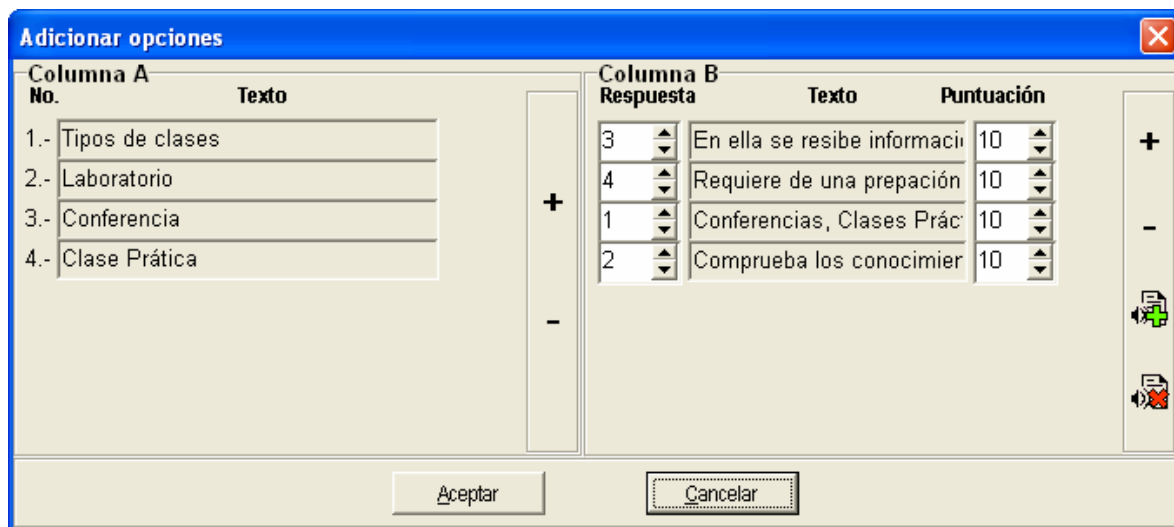 Adicionar opciones
Columna A
No. Texto
1.- Tipos de clases
2.- Laboratorio
3.- Conferencia
4.- Clase Prática
+
-
Columna B
Respuesta Texto Puntuación
3 En ella se resibe informaci 10
4 Requiere de una prepación 10
1 Conferencias, Clases Prác 10
2 Comprueba los conocimier 10
+
-
Aceptar Cancelar